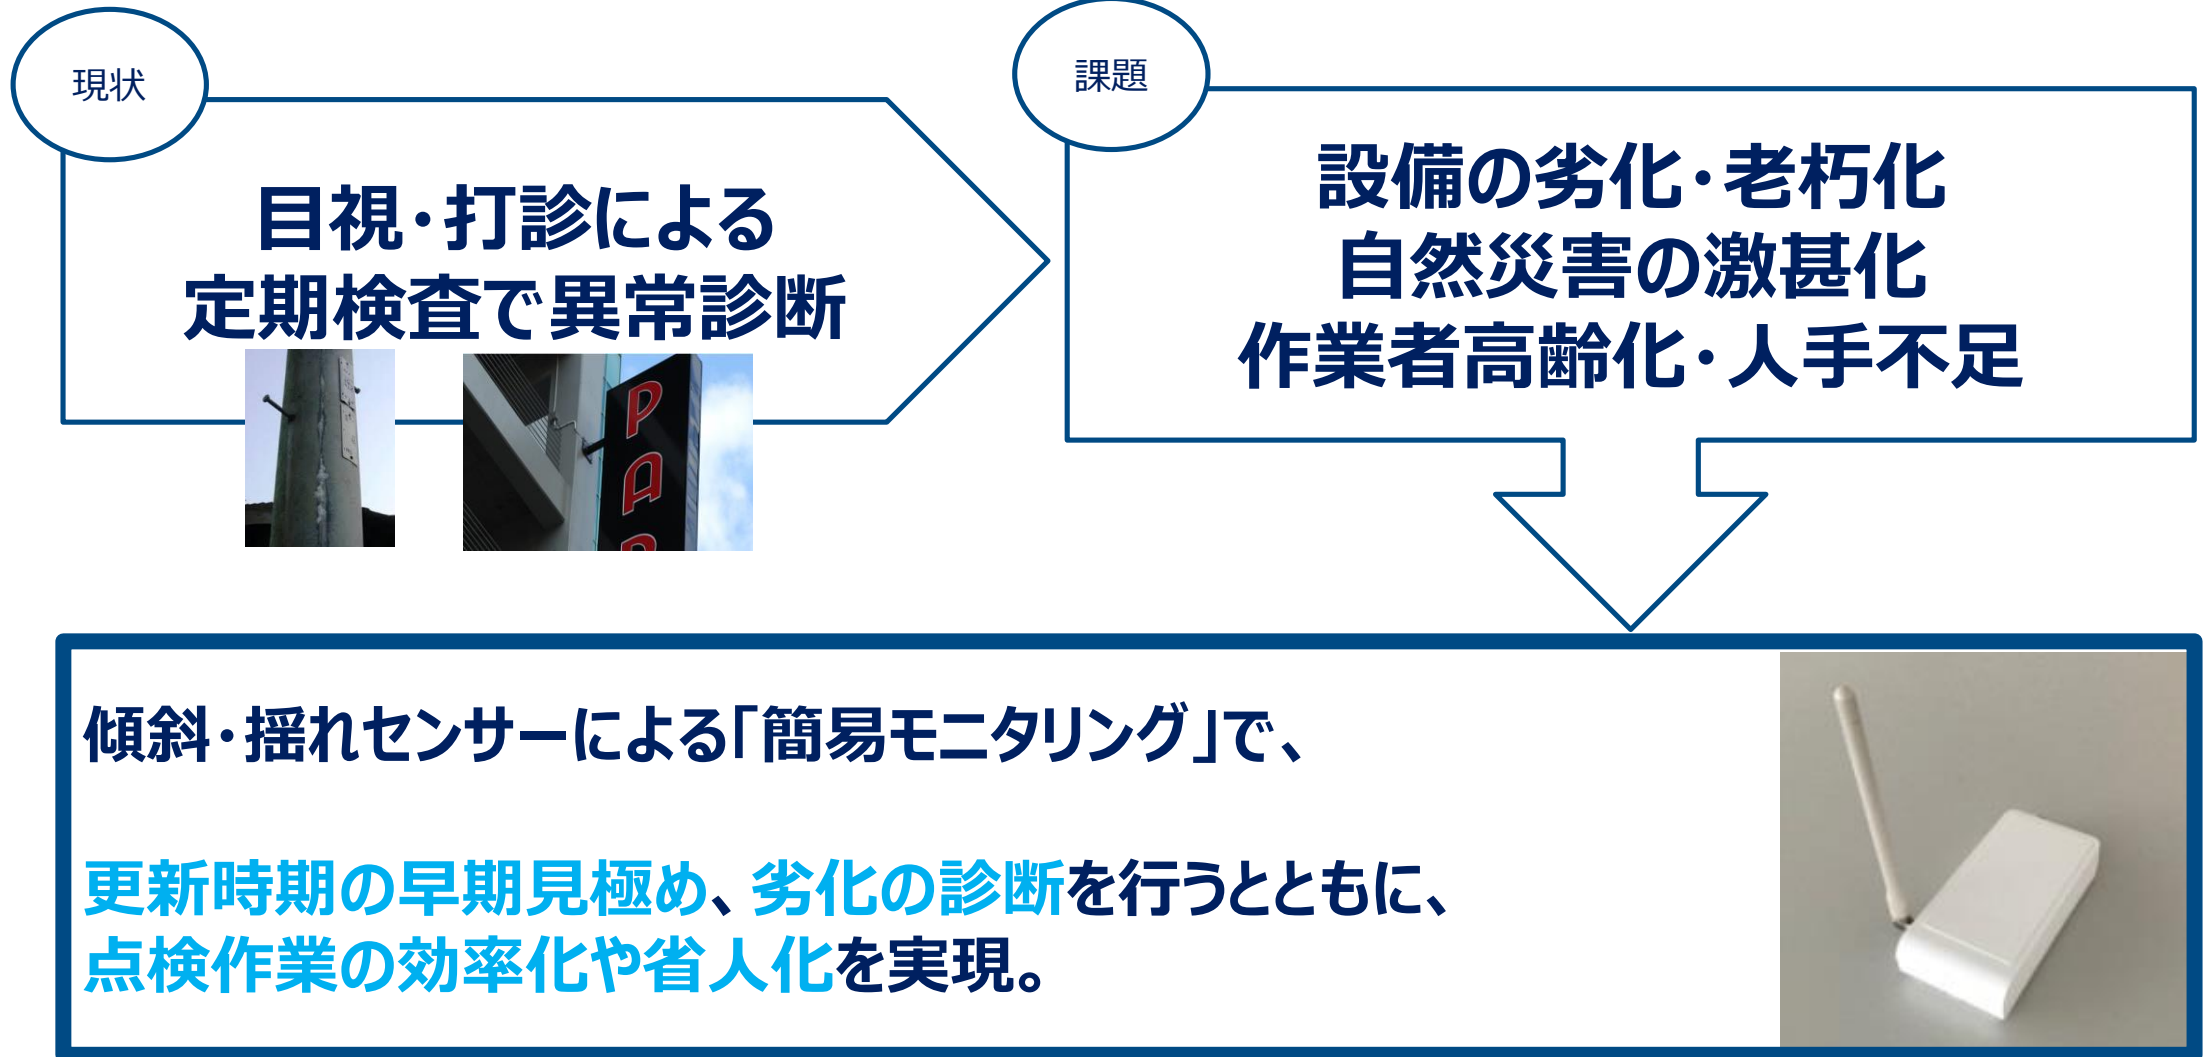 現状
目視・打診による
定期検査で異常診断
PAR
課題
設備の劣化・老朽化
自然災害の激甚化
作業者高齢化・人手不足
傾斜・揺れセンサーによる「簡易モニタリング」で、
更新時期の早期見極め、劣化の診断を行うとともに、
点検作業の効率化や省人化を実現。